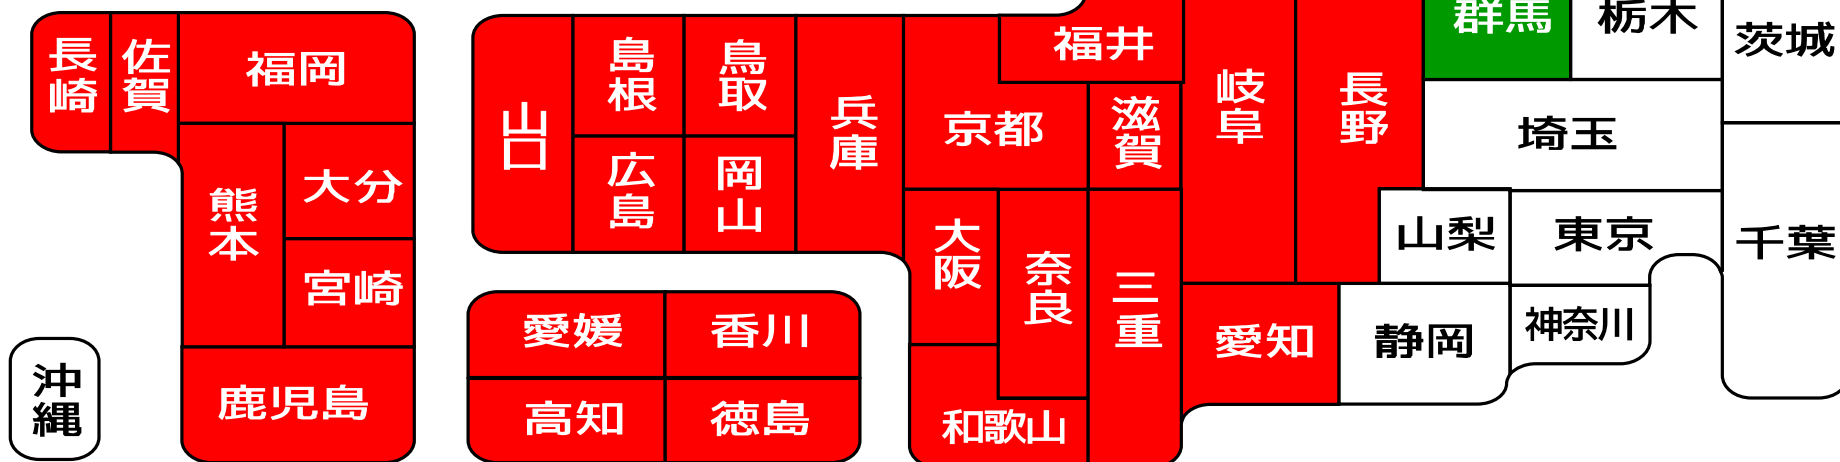 長崎
佐賀
福岡
熊本
大分
宮崎
鹿児島
沖縄
山口
島根
鳥取
広島
岡山
兵庫
愛媛
香川
高知
徳島
京都
福井
滋賀
大阪
奈良
三重
和歌山
岐阜
長野
愛知
静岡
山梨
群馬
栃木
茨城
埼玉
東京
神奈川
千葉